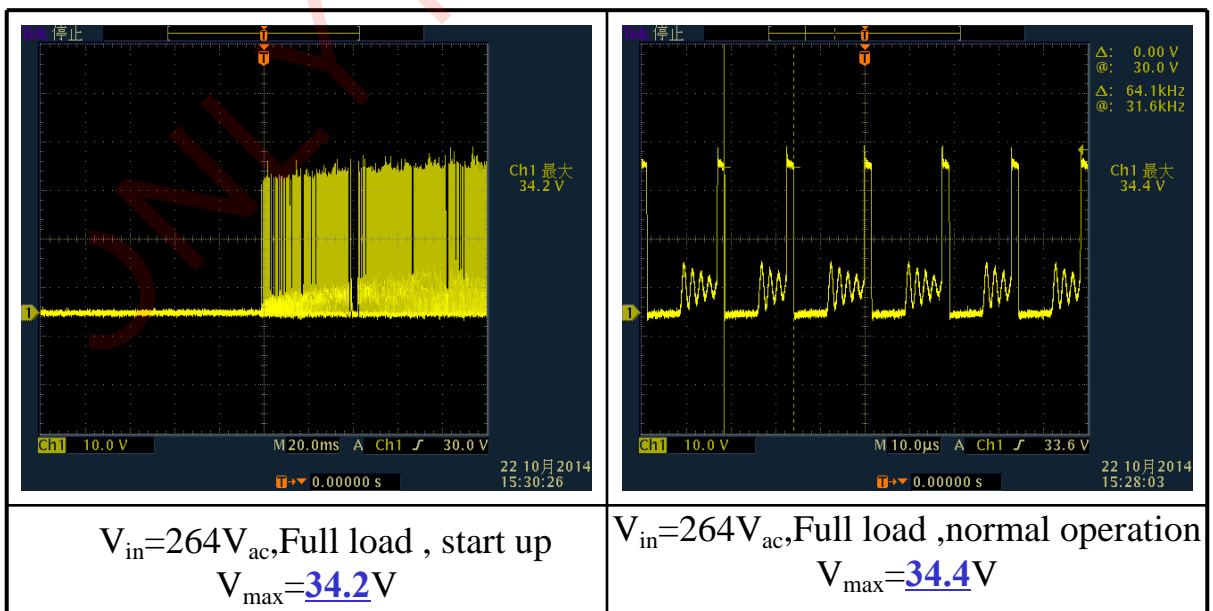 ONLY
Tek 停止
T
T
1
Ch1 最大
34.2 V
Ch1 10.0 V M 20.0ms A Ch1 ʃ 30.0 V
T→▼ 0.00000 s
22 10月2014
15:30:26
Tek 停止
T
T
Δ: 0.00 V
@: 30.0 V
Δ: 64.1kHz
@: 31.6kHz
1
Ch1 最大
34.4 V
Ch1 10.0 V M 10.0µs A Ch1 ʃ 33.6 V
T→▼ 0.00000 s
22 10月2014
15:28:03
Vin=264Vac,Full load , start up
Vmax=34.2V
Vin=264Vac,Full load ,normal operation
Vmax=34.4V